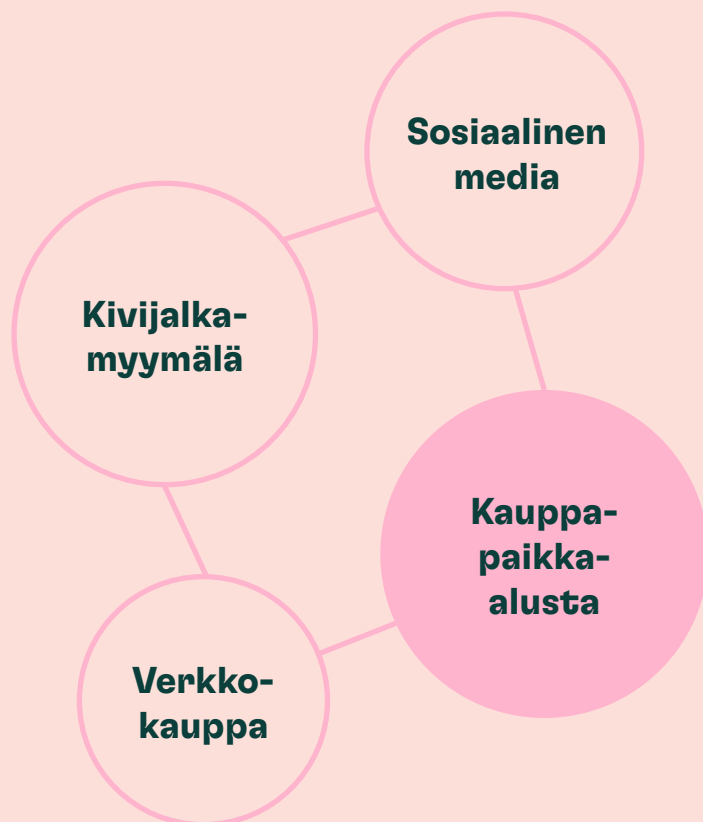 Sosiaalinen
media
Kivijalka-
myymälä
Kauppa-
paikka-
alusta
Verkko-
kauppa